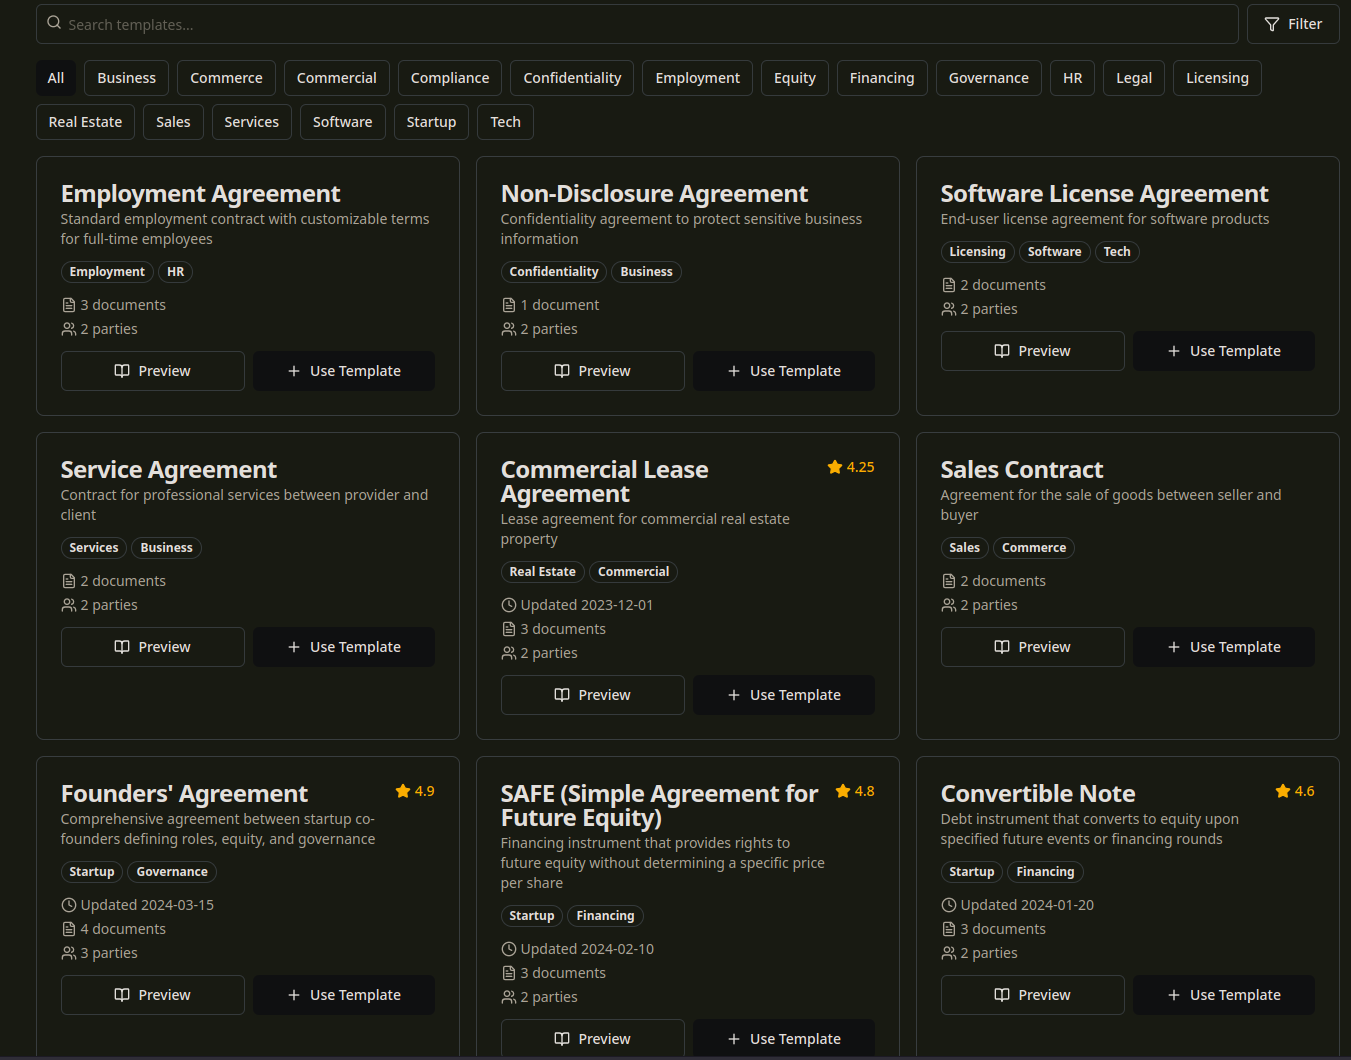 Search templates...
Filter
All
Business
Commerce
Commercial
Compliance
Confidentiality
Employment
Equity
Financing
Governance
HR
Legal
Licensing
Real Estate
Sales
Services
Software
Startup
Tech
Employment Agreement
Standard employment contract with customizable terms
for full-time employees
Employment
HR
3 documents
2 parties
Preview
Use Template
Non-Disclosure Agreement
Confidentiality agreement to protect sensitive business
information
Confidentiality
Business
1 document
2 parties
Preview
Use Template
Software License Agreement
End-user license agreement for software products
Licensing
Software
Tech
2 documents
2 parties
Preview
Use Template
Service Agreement
Contract for professional services between provider and
client
Services
Business
2 documents
2 parties
Preview
Use Template
Commercial Lease
Agreement
4.25
Lease agreement for commercial real estate
property
Real Estate
Commercial
Updated 2023-12-01
3 documents
2 parties
Preview
Use Template
Sales Contract
Agreement for the sale of goods between seller and
buyer
Sales
Commerce
2 documents
2 parties
Preview
Use Template
Founders' Agreement
4.9
Comprehensive agreement between startup co-
founders defining roles, equity, and governance
Startup
Governance
Updated 2024-03-15
4 documents
3 parties
Preview
Use Template
SAFE (Simple Agreement for
Future Equity)
4.8
Financing instrument that provides rights to
future equity without determining a specific price
per share
Startup
Financing
Updated 2024-02-10
3 documents
2 parties
Preview
Use Template
Convertible Note
4.6
Debt instrument that converts to equity upon
specified future events or financing rounds
Startup
Financing
Updated 2024-01-20
3 documents
2 parties
Preview
Use Template